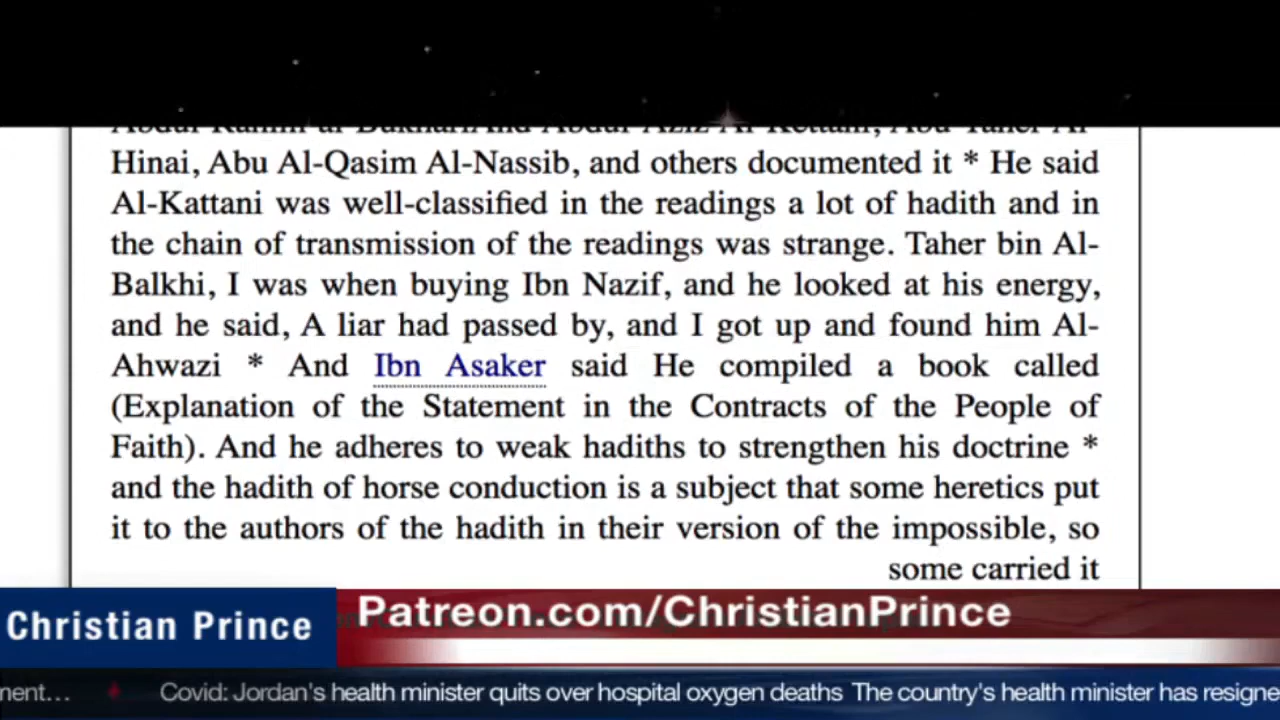 Hinai, Abu Al-Qasim Al-Nassib, and others documented it * He said
Al-Kattani was well-classified in the readings a lot of hadith and in
the chain of transmission of the readings was strange. Taher bin Al-
Balkhi, I was when buying Ibn Nazif, and he looked at his energy,
and he said, A liar had passed by, and I got up and found him Al-
Ahwazi * And Ibn Asaker said He compiled a book called
(Explanation of the Statement in the Contracts of the People of
Faith). And he adheres to weak hadiths to strengthen his doctrine *
and the hadith of horse conduction is a subject that some heretics put
it to the authors of the hadith in their version of the impossible, so
some carried it
Christian Prince
Patreon.com/ChristianPrince
nment... Covid: Jordan's health minister quits over hospital oxygen deaths The country's health minister has resigne